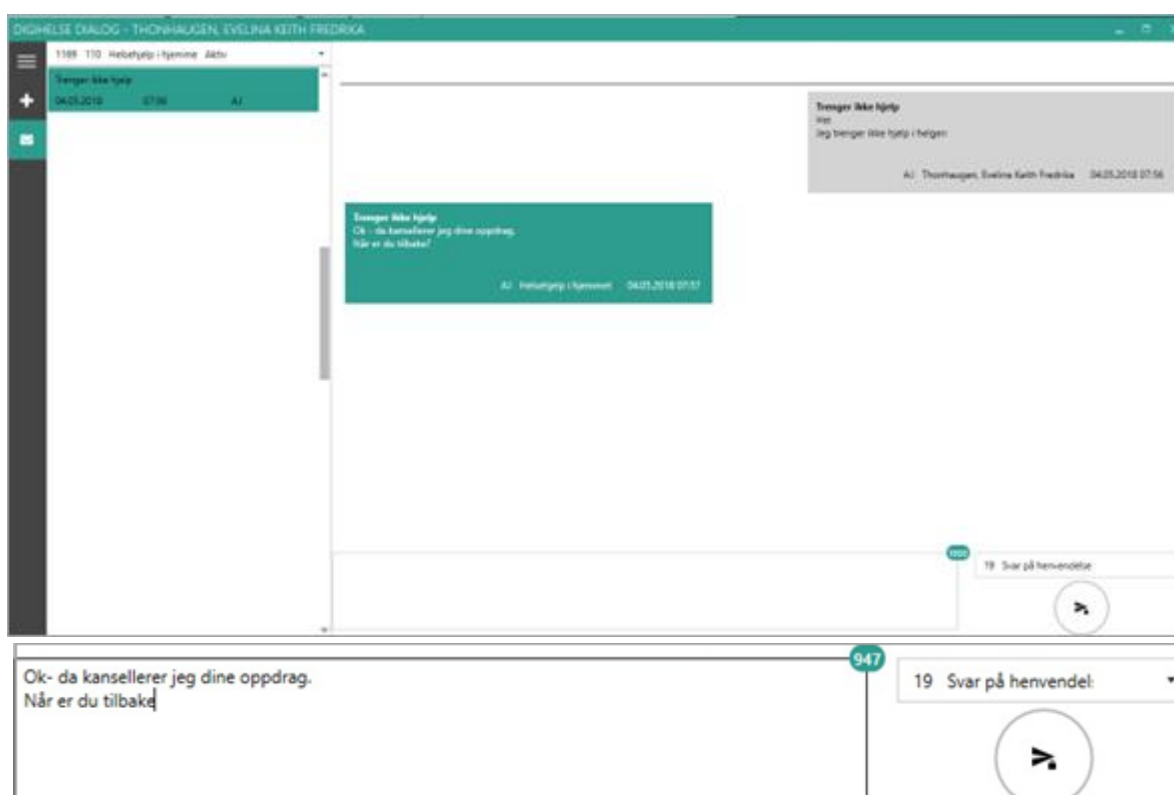 DIGIHELSE DIALOG - THONHAUGEN, EVELINA KEITH FREDRIKA
1169 110 Helsehjelp i hjemme Aktiv
Trenger ikke hjelp
04.05.2018 07:56 AJ
Trenger ikke hjelp
Hei
Jeg trenger ikke hjelp i helgen
AJ Thonhaugen, Evelina Keith Fredrika 04.05.2018 07:56
Trenger ikke hjelp
Ok - da kansellerer jeg dine oppdrag.
Når er du tilbake?
AJ Helsehjelp i hjemmet 04.05.2018 07:57
19 Svar på henvendelse
Ok- da kansellerer jeg dine oppdrag.
Når er du tilbake
947
19 Svar på henvendel